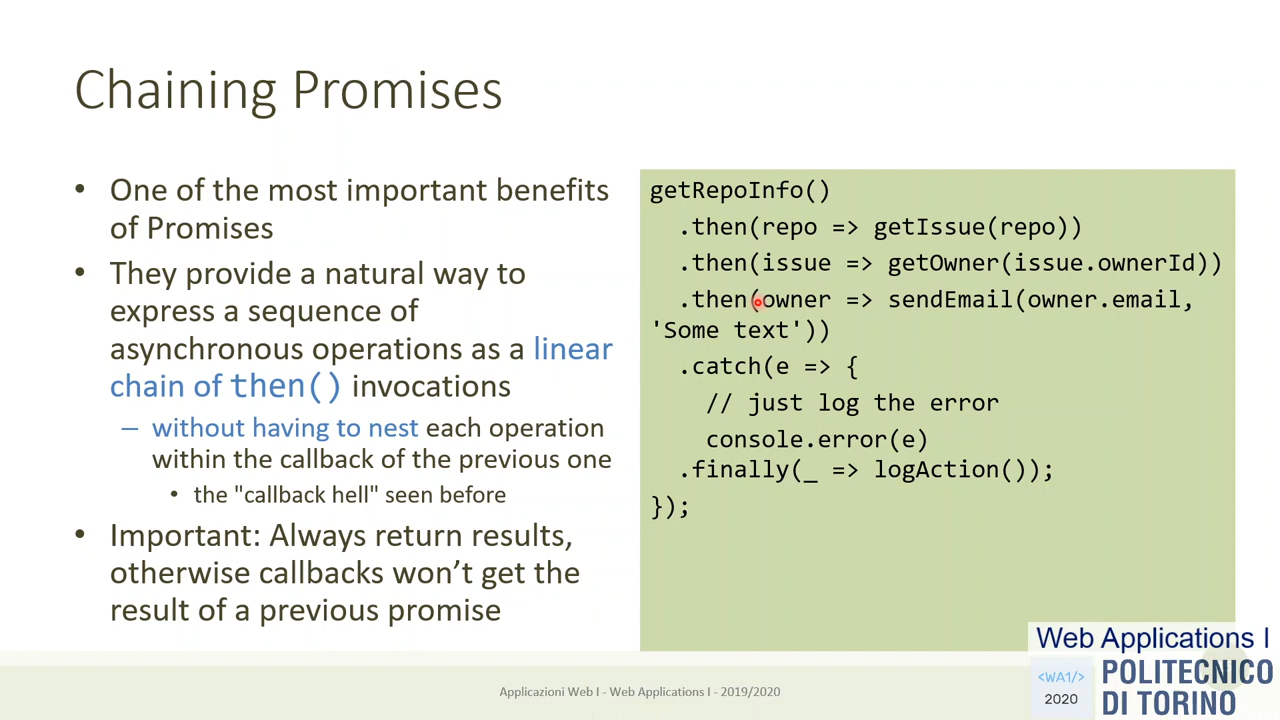 Chaining Promises
• One of the most important benefits
of Promises
• They provide a natural way to
express a sequence of
asynchronous operations as a linear
chain of then() invocations
– without having to nest each operation
within the callback of the previous one
• the "callback hell" seen before
• Important: Always return results,
otherwise callbacks won’t get the
result of a previous promise
getRepoInfo()
  .then(repo => getIssue(repo))
  .then(issue => getOwner(issue.ownerId))
  .then(owner => sendEmail(owner.email,
'Some text'))
  .catch(e => {
    // just log the error
    console.error(e)
  .finally(_ => logAction());
});
Applicazioni Web I - Web Applications I - 2019/2020
Web Applications I
<WA1/>
2020
POLITECNICO
DI TORINO